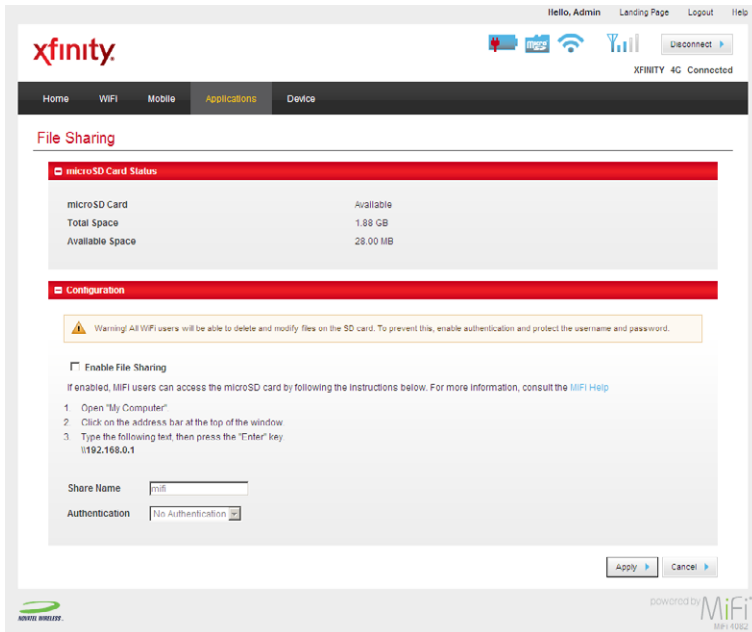 Hello, Admin Landing Page Logout Help
xfinity.
micro
Disconnect
XFINITY 4G Connected
Home WiFi Mobile Applications Device
File Sharing
microSD Card Status
microSD Card Available
Total Space 1.88 GB
Available Space 28.00 MB
Configuration
Warning! All WiFi users will be able to delete and modify files on the SD card. To prevent this, enable authentication and protect the username and password.
Enable File Sharing
If enabled, MiFi users can access the microSD card by following the instructions below. For more information, consult the MiFi Help
1. Open "My Computer".
2. Click on the address bar at the top of the window
3. Type the following text, then press the "Enter" key.
\\192.168.0.1
Share Name mifi
Authentication No Authentication
Apply Cancel
NOVATEL WIRELESS.
powered by MiFi
MiFi 4082